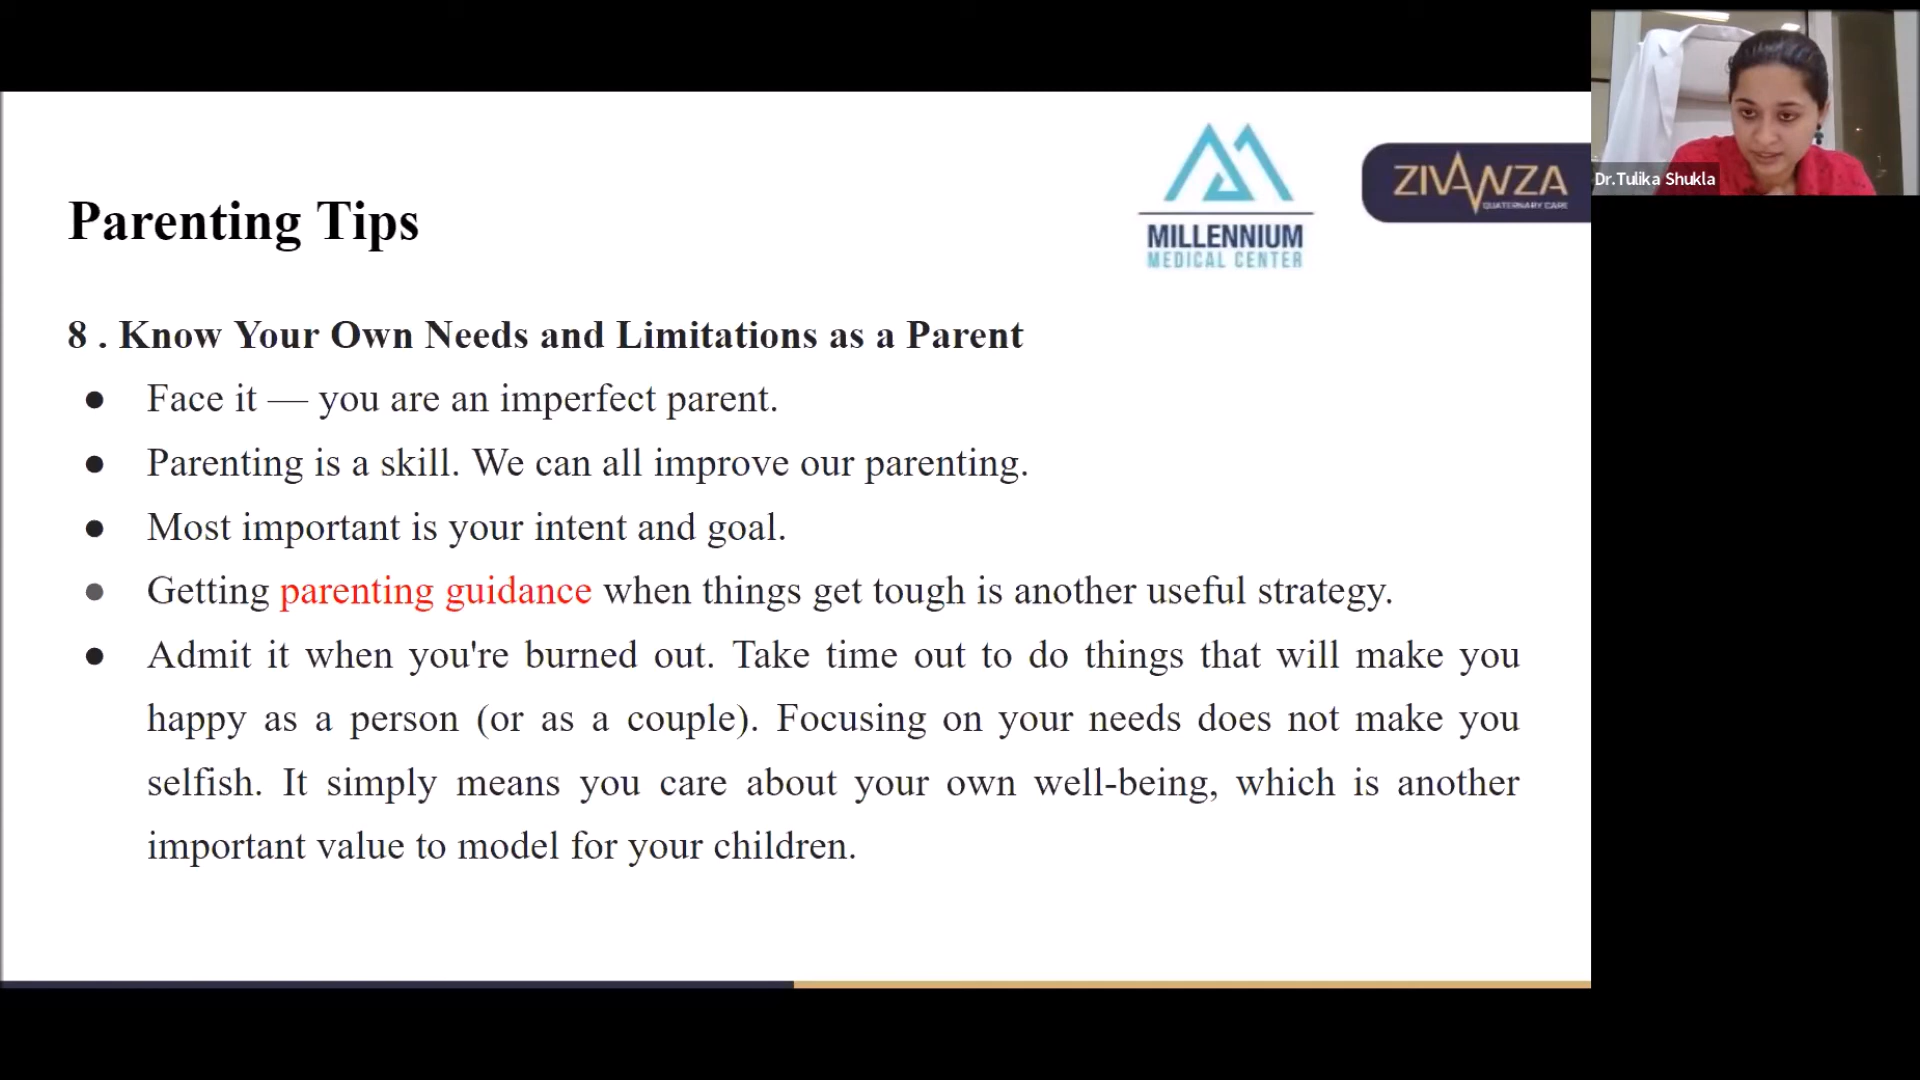 MILLENNIUM
MEDICAL CENTER
ZIVANZA
QUATERNARY CARE
Dr.Tulika Shukla
Parenting Tips
8 . Know Your Own Needs and Limitations as a Parent
● Face it — you are an imperfect parent.
● Parenting is a skill. We can all improve our parenting.
● Most important is your intent and goal.
● Getting parenting guidance when things get tough is another useful strategy.
● Admit it when you're burned out. Take time out to do things that will make you
happy as a person (or as a couple). Focusing on your needs does not make you
selfish. It simply means you care about your own well-being, which is another
important value to model for your children.